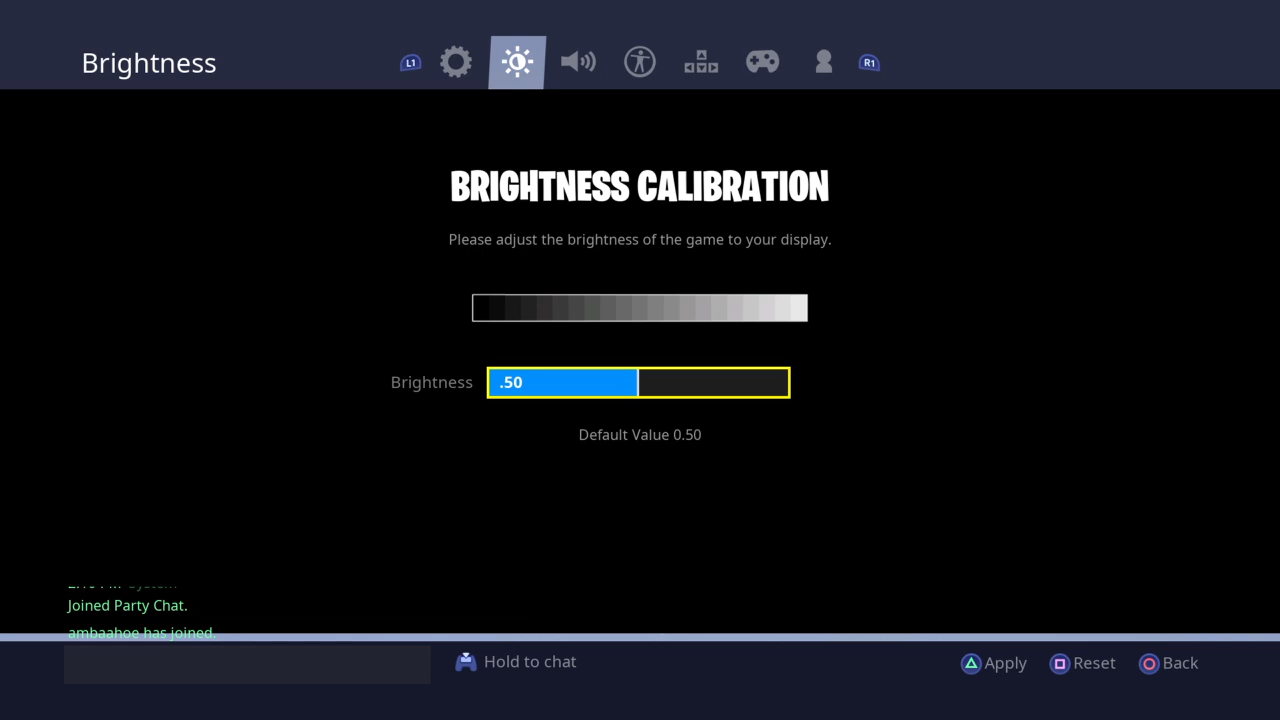 Brightness
L1
R1
BRIGHTNESS CALIBRATION
Please adjust the brightness of the game to your display.
Brightness .50
Default Value 0.50
Joined Party Chat.
ambaahoe has joined.
Hold to chat
Apply Reset Back